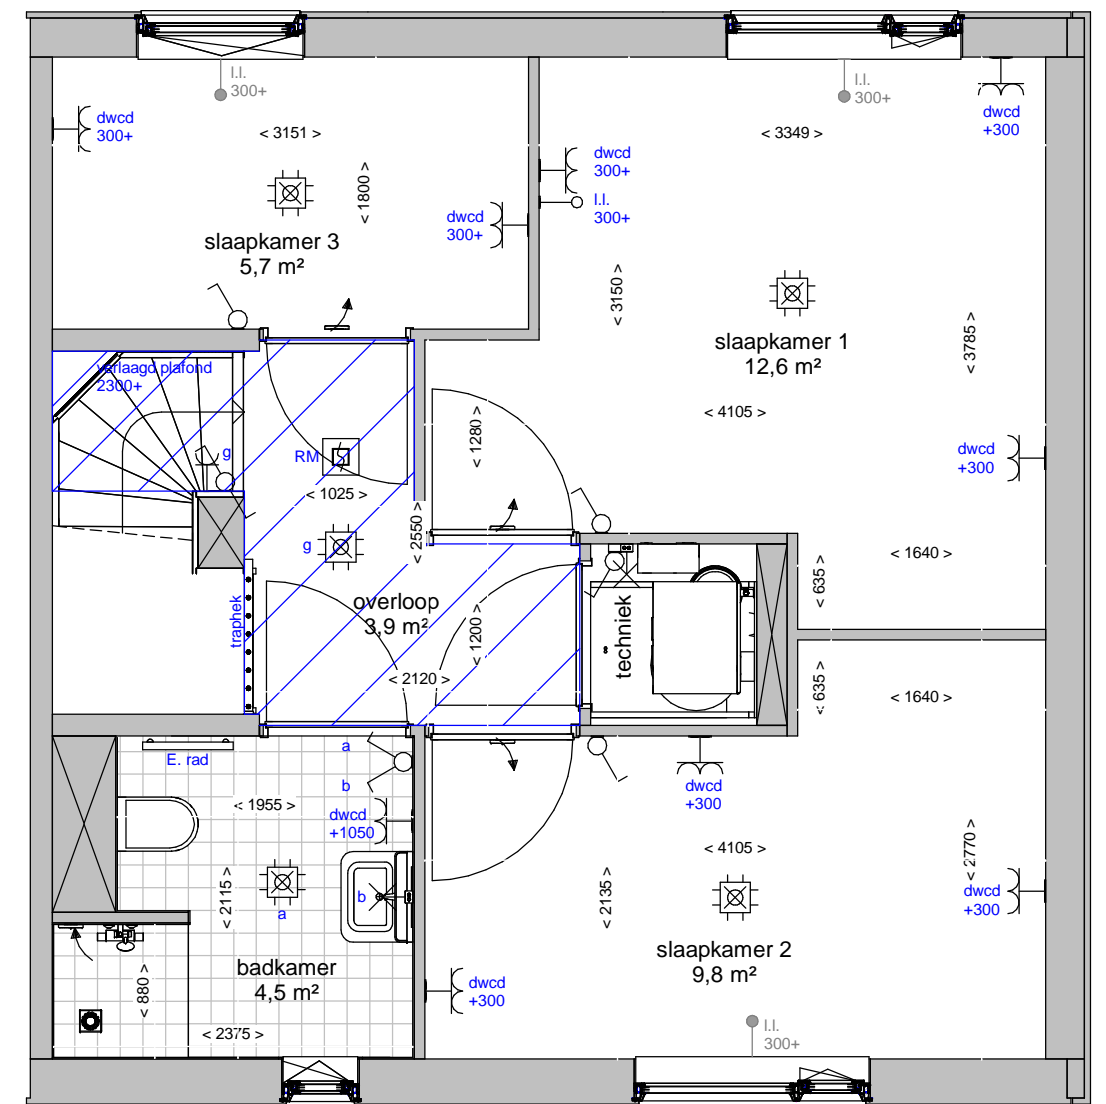 l.l.
300+
l.l.
300+
dwcd
300+
< 3151 >
< 3349 >
dwcd
+300
dwcd
300+
l.l.
300+
< 1800 >
dwcd
300+
slaapkamer 3
5,7 m²
< 3150 >
slaapkamer 1
12,6 m²
< 3785 >
< 4105 >
verlaagd plafond
2300+
< 1280 >
g
RM
dwcd
+300
< 1025 >
< 2550 >
g
< 1640 >
< 635 >
overloop
3,9 m²
traphek
< 1200 >
techniek
< 2120 >
< 635 >
< 1640 >
a
E. rad
b
dwcd
+300
< 1955 >
dwcd
+1050
< 4105 >
< 2770 >
< 2115 >
b
a
< 2135 >
dwcd
+300
slaapkamer 2
9,8 m²
badkamer
4,5 m²
< 880 >
dwcd
+300
< 2375 >
l.l.
300+